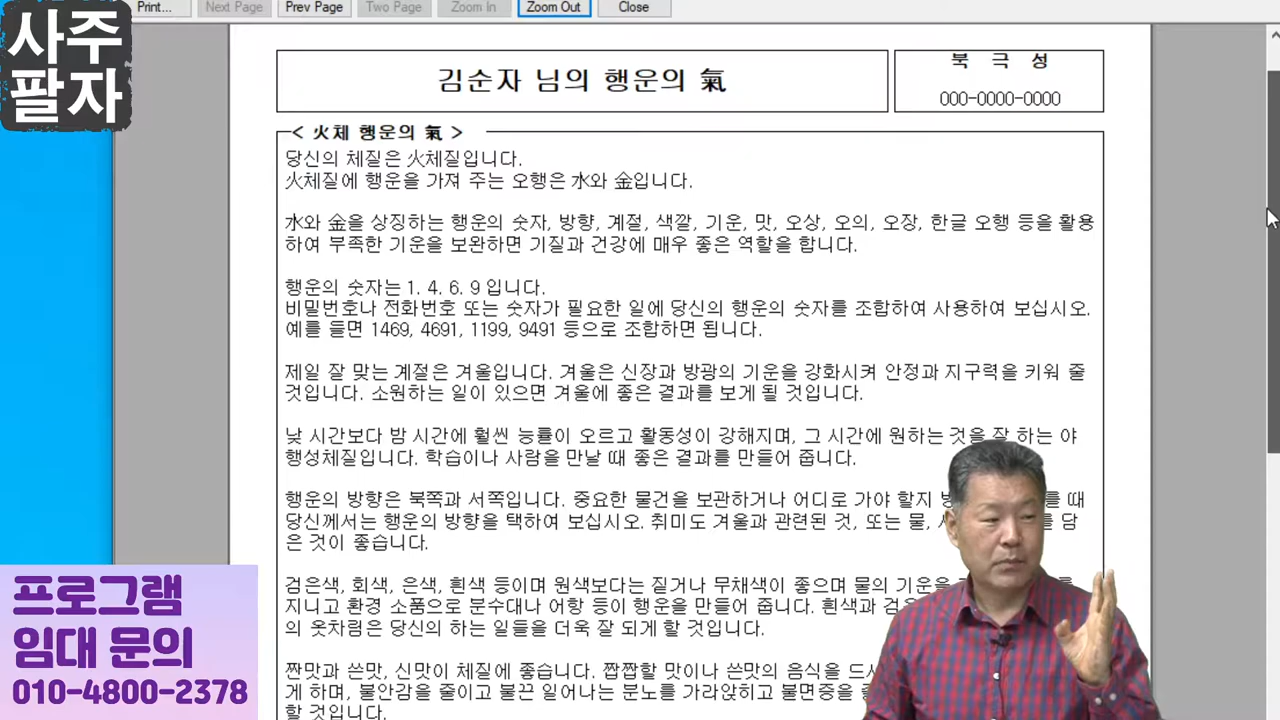 사주
팔자
Print...
Next Page
Prev Page
Two Page
Zoom In
Zoom Out
Close
김순자 님의 행운의 氣
북 극 성
000-0000-0000
< 火체 행운의 氣 >
당신의 체질은 火체질입니다.
火체질에 행운을 가져 주는 오행은 水와 金입니다.
水와 金을 상징하는 행운의 숫자, 방향, 계절, 색깔, 기운, 맛, 오상, 오의, 오장, 한글 오행 등을 활용
하여 부족한 기운을 보완하면 기질과 건강에 매우 좋은 역할을 합니다.
행운의 숫자는 1. 4. 6. 9 입니다.
비밀번호나 전화번호 또는 숫자가 필요한 일에 당신의 행운의 숫자를 조합하여 사용하여 보십시오.
예를 들면 1469, 4691, 1199, 9491 등으로 조합하면 됩니다.
제일 잘 맞는 계절은 겨울입니다. 겨울은 신장과 방광의 기운을 강화시켜 안정과 지구력을 키워 줄
것입니다. 소원하는 일이 있으면 겨울에 좋은 결과를 보게 될 것입니다.
낮 시간보다 밤 시간에 훨씬 능률이 오르고 활동성이 강해지며, 그 시간에 원하는 것을 잘 하는 야
행성체질입니다. 학습이나 사람을 만날 때 좋은 결과를 만들어 줍니다.
행운의 방향은 북쪽과 서쪽입니다. 중요한 물건을 보관하거나 어디로 가야 할지 때
당신께서는 행운의 방향을 택하여 보십시오. 취미도 겨울과 관련된 것, 또는 물, 담
은 것이 좋습니다.
검은색, 회색, 은색, 흰색 등이며 원색보다는 짙거나 무채색이 좋으며 물의 기운을
지니고 환경 소품으로 분수대나 어항 등이 행운을 만들어 줍니다. 흰색과
의 옷차림은 당신의 하는 일들을 더욱 잘 되게 할 것입니다.
짠맛과 쓴맛, 신맛이 체질에 좋습니다. 짭짭할 맛이나 쓴맛의 음식을
게 하며, 불안감을 줄이고 불끈 일어나는 분노를 가라앉히고 불면증을
할 것입니다.
프로그램
임대 문의
010-4800-2378